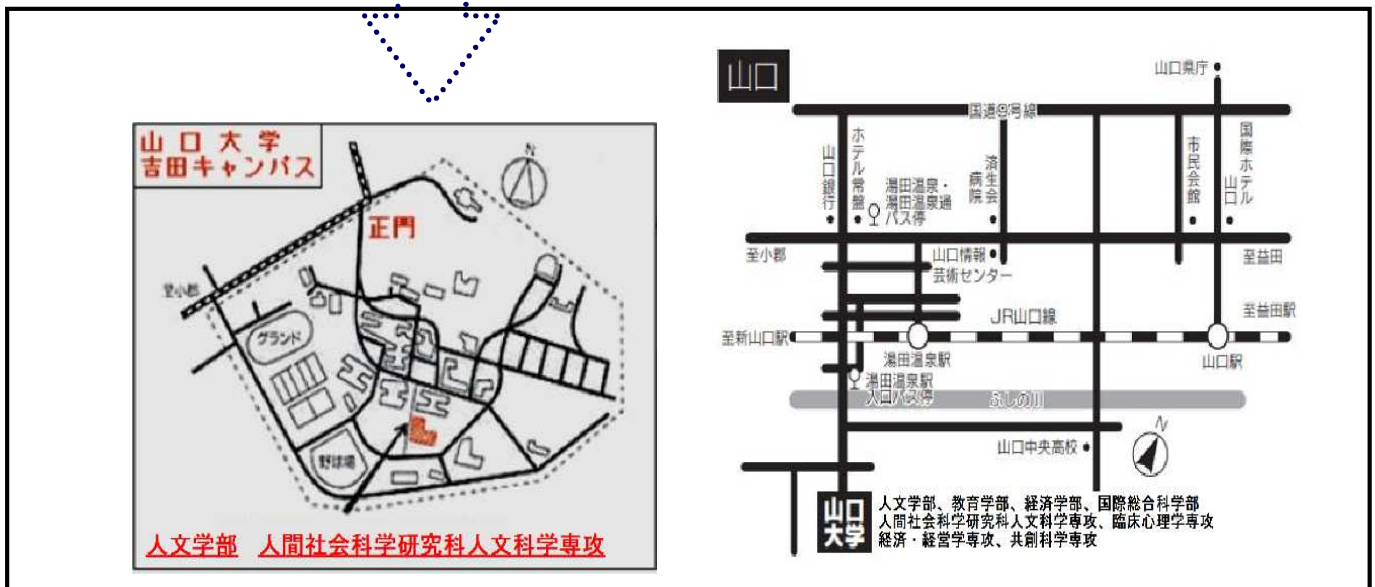 山口大学
吉田キャンパス
N
正門
至小郡
グランド
野球場
人文学部 人間社会科学研究科人文科学専攻
山口
山口県庁
国道9号線
山口銀行
ホテル常盤
湯田温泉・
湯田温泉通
バス停
済生会
病院
市民会館
国際ホテル
山口
至小郡
山口情報
芸術センター
至益田
JR山口線
至益田駅
至新山口駅
湯田温泉駅
山口駅
湯田温泉駅
入口バス停
ふしの川
山口中央高校
N
山口
大学
人文学部、教育学部、経済学部、国際総合科学部
人間社会科学研究科人文科学専攻、臨床心理学専攻
経済・経営学専攻、共創科学専攻